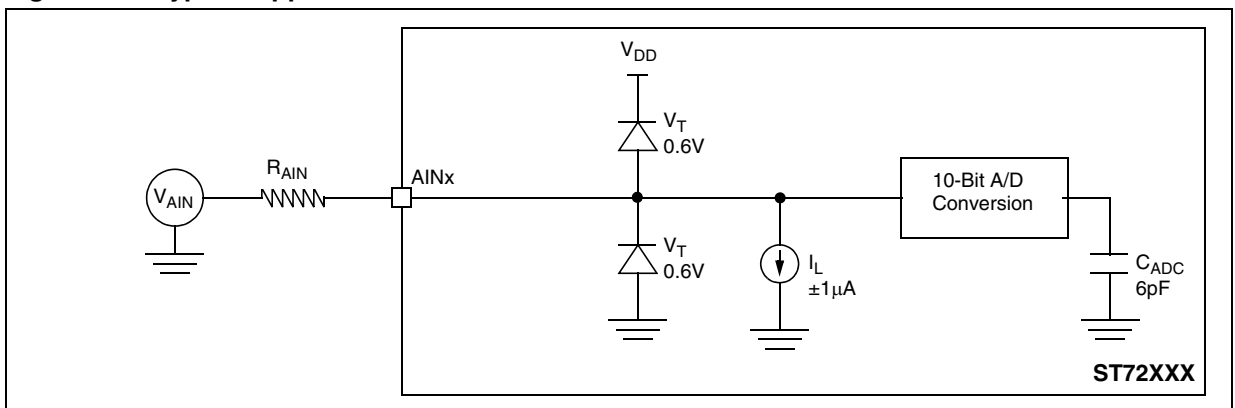 V_DD
V_T
0.6V
R_AIN
AINx
V_AIN
10-Bit A/D
Conversion
V_T
0.6V
I_L
±1μA
C_ADC
6pF
ST72XXX